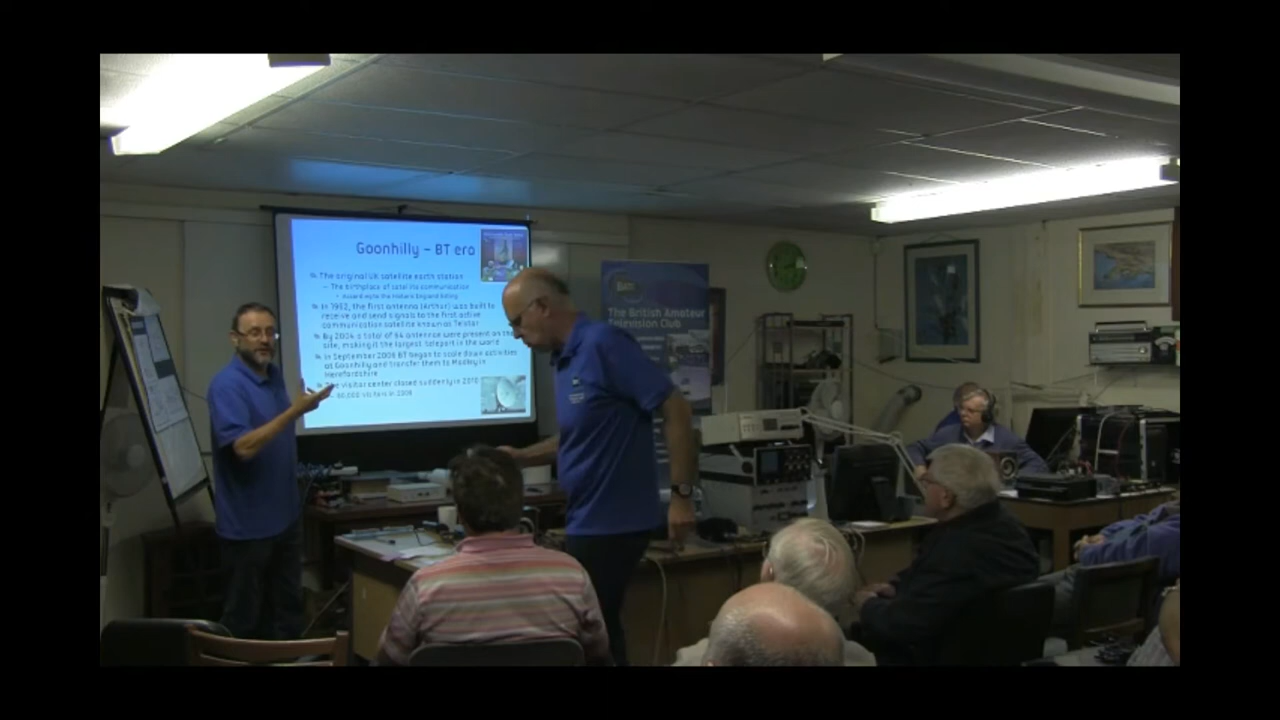 Goonhilly – BT era
The original UK satellite earth station
– The birthplace of satellite communication
In 1962, the first antenna (Arthur) was built to
receive and send signals to the first active
communication satellite known as Telstar
By 2004 a total of 64 antennae were present on the
site, making it the largest teleport in the world
In September 2006 BT began to scale down activities
at Goonhilly and transfer them to Madley in
Herefordshire
The visitor center closed suddenly in 2010
80,000 visitors in
The British Amateur
Television Club